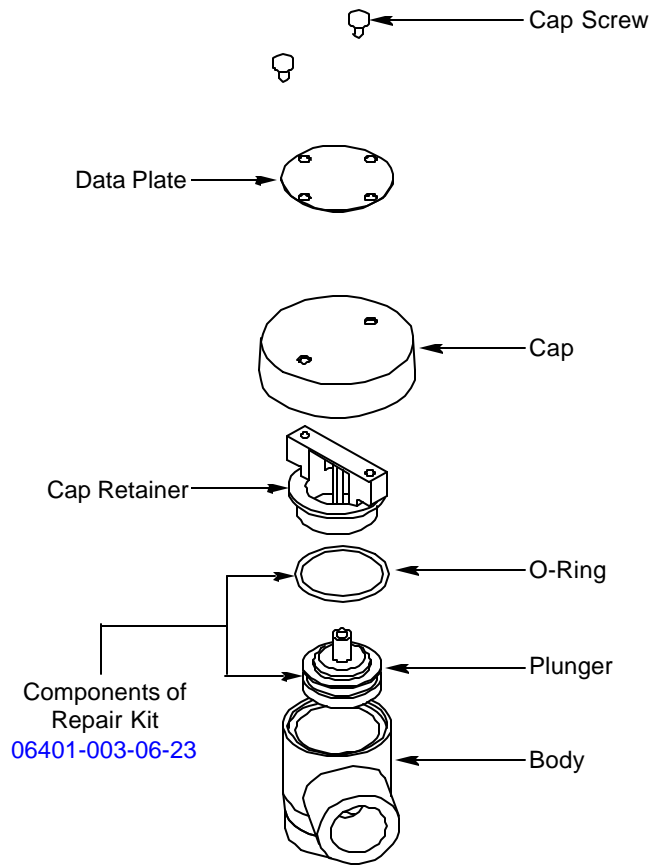 Cap Screw
Data Plate
Cap
Cap Retainer
O-Ring
Plunger
Components of
Repair Kit
06401-003-06-23
Body